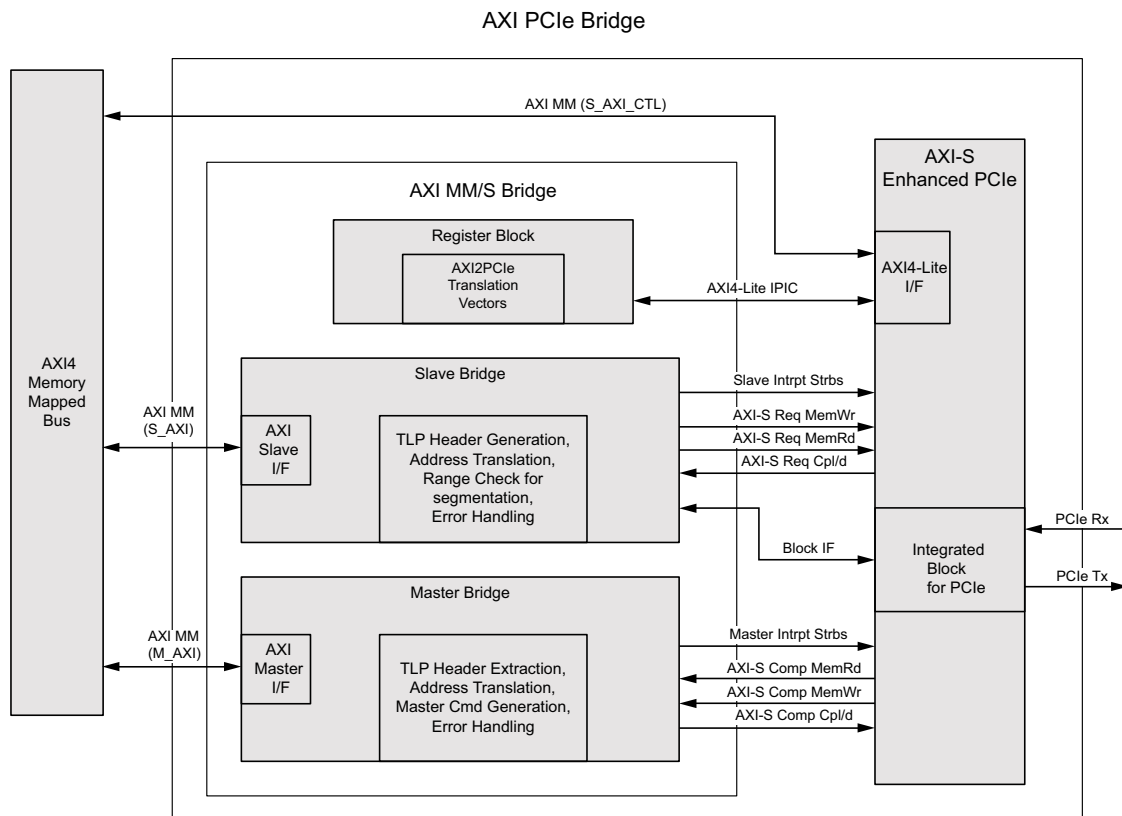 AXI PCIe Bridge
AXI MM (S_AXI_CTL)
AXI-S
Enhanced PCIe
AXI MM/S Bridge
Register Block
AXI2PCIe
Translation
Vectors
AXI4-Lite IPIC
AXI4-Lite
I/F
AXI4
Memory
Mapped
Bus
AXI MM
(S_AXI)
Slave Bridge
AXI
Slave
I/F
TLP Header Generation,
Address Translation,
Range Check for
segmentation,
Error Handling
Slave Intrpt Strbs
AXI-S Req MemWr
AXI-S Req MemRd
AXI-S Req Cpl/d
Block IF
Integrated
Block
for PCIe
PCIe Rx
PCIe Tx
AXI MM
(M_AXI)
Master Bridge
AXI
Master
I/F
TLP Header Extraction,
Address Translation,
Master Cmd Generation,
Error Handling
Master Intrpt Strbs
AXI-S Comp MemRd
AXI-S Comp MemWr
AXI-S Comp Cpl/d